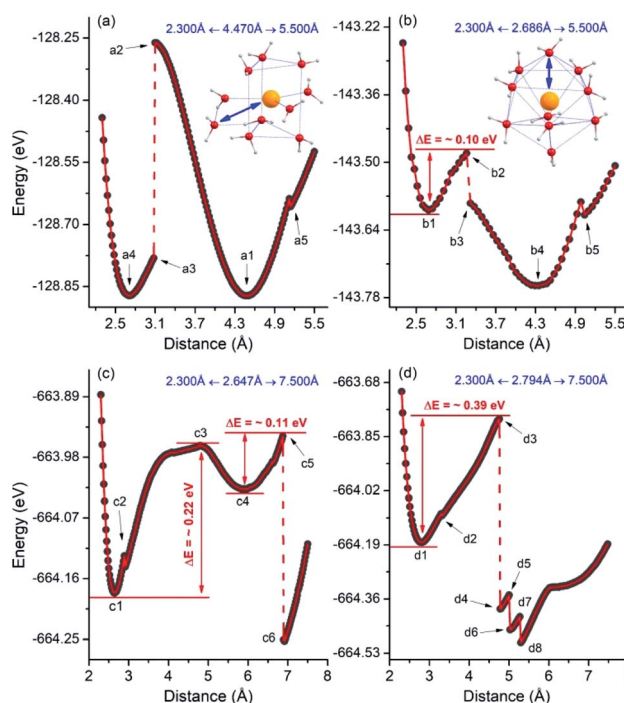 (a) 2.300Å ← 4.470Å → 5.500Å
-128.25
-128.40
-128.55
-128.70
-128.85
Energy (eV)
a2
a4
a3
a1
a5
2.5 3.1 3.7 4.3 4.9 5.5
Distance (Å)
(b) 2.300Å ← 2.686Å → 5.500Å
-143.22
-143.36
-143.50
-143.64
-143.78
Energy (eV)
ΔE = ~ 0.10 eV
b2
b1
b3
b4
b5
2.5 3.1 3.7 4.3 4.9 5.5
Distance (Å)
(c) 2.300Å ← 2.647Å → 7.500Å
-663.89
-663.98
-664.07
-664.16
-664.25
Energy (eV)
ΔE = ~ 0.11 eV
c3
c5
c2
c4
ΔE = ~ 0.22 eV
c1
c6
2 3 4 5 6 7 8
Distance (Å)
(d) 2.300Å ← 2.794Å → 7.500Å
-663.68
-663.85
-664.02
-664.19
-664.36
-664.53
Energy (eV)
ΔE = ~ 0.39 eV
d3
d2
d1
d5
d4
d7
d6
d8
2 3 4 5 6 7 8
Distance (Å)